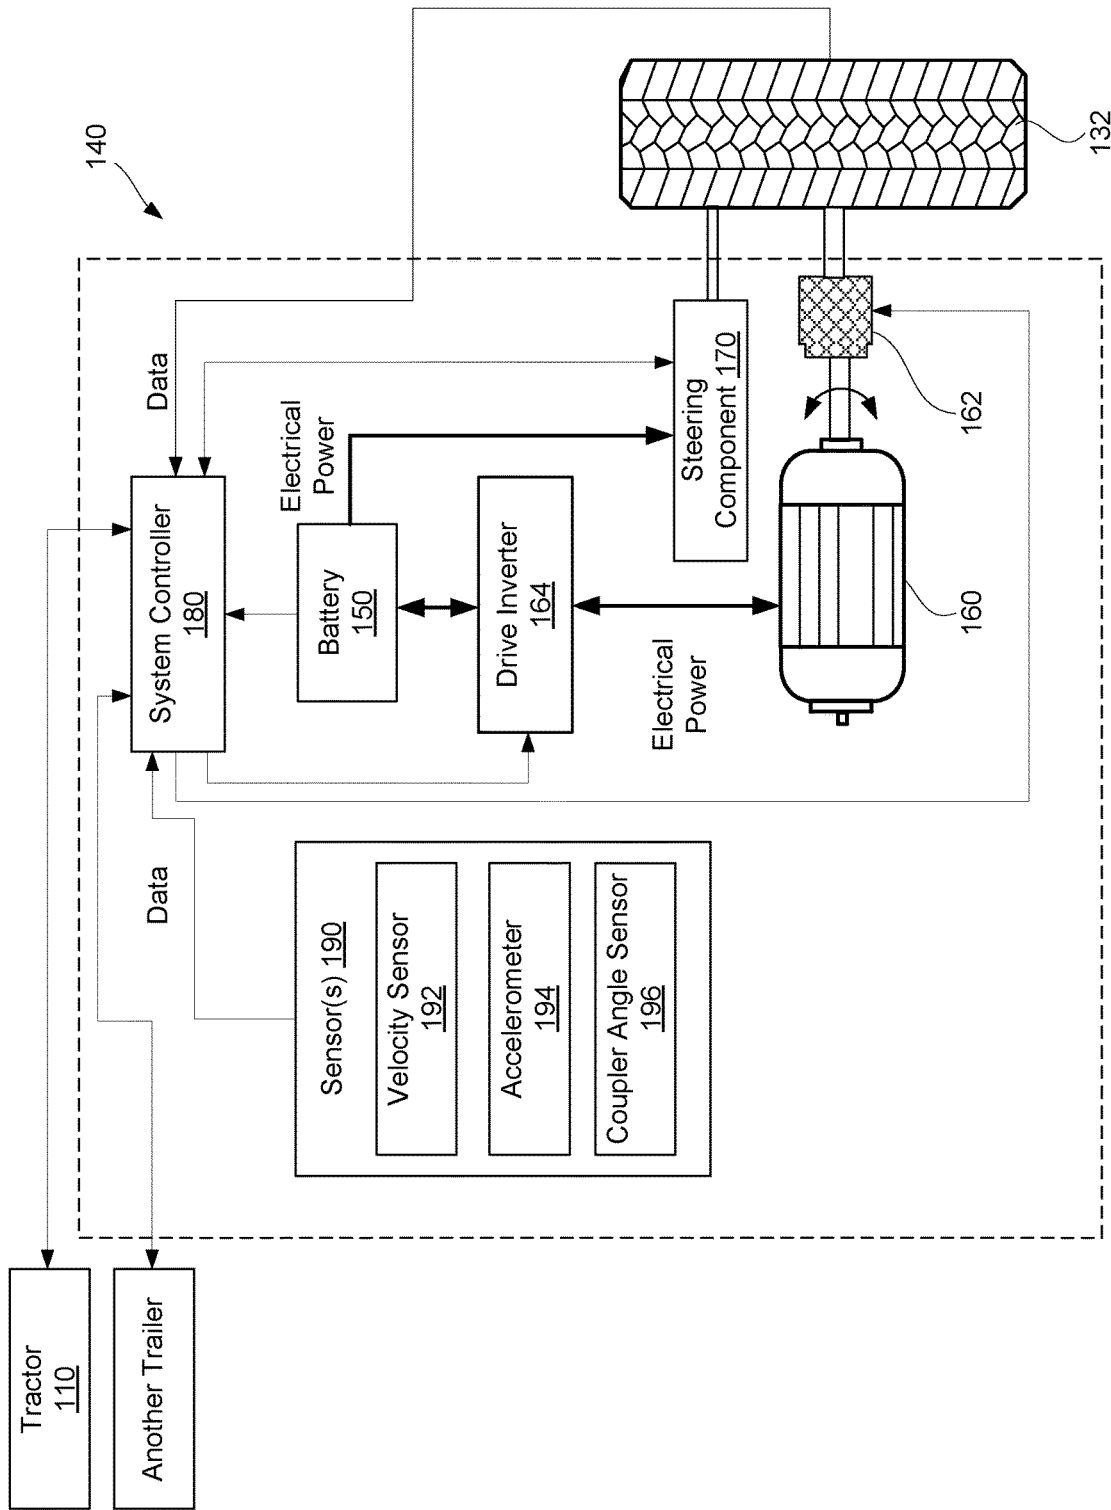 140
Tractor
110
Another Trailer
Data
System Controller
180
Data
Electrical
Power
Battery
150
Drive Inverter
164
Electrical
Power
Steering
Component 170
Sensor(s) 190
Velocity Sensor
192
Accelerometer
194
Coupler Angle Sensor
196
160
162
132